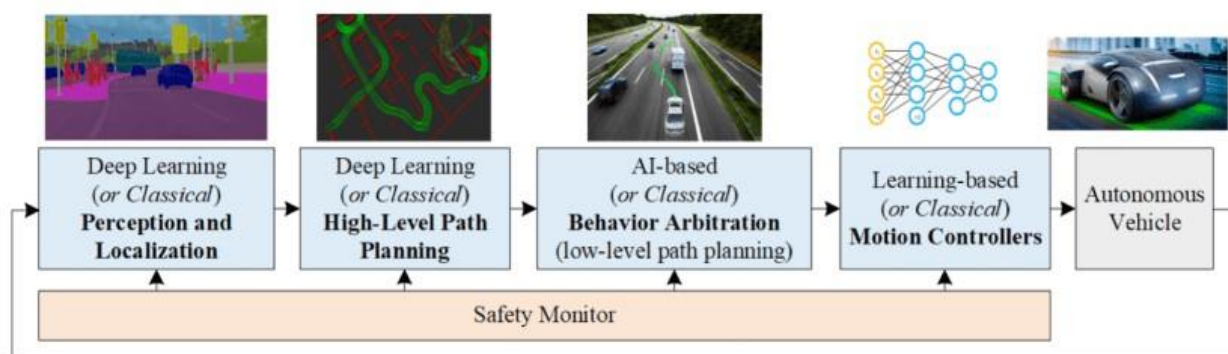 Deep Learning
(or Classical)
Perception and
Localization
Deep Learning
(or Classical)
High-Level Path
Planning
AI-based
(or Classical)
Behavior Arbitration
(low-level path planning)
Learning-based
(or Classical)
Motion Controllers
Autonomous
Vehicle
Safety Monitor